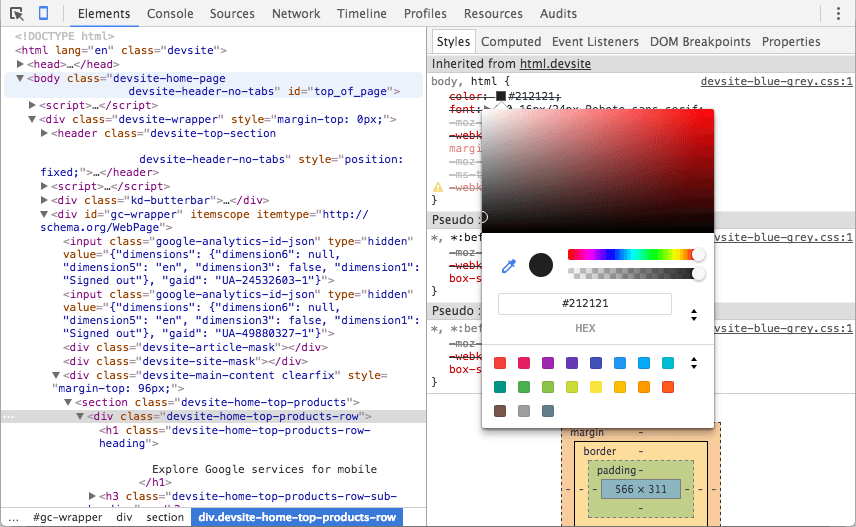 Elements Console Sources Network Timeline Profiles Resources Audits
<!DOCTYPE html>
<html lang="en" class="devsite">
<head>…</head>
<body class="devsite-home-page
devsite-header-no-tabs" id="top_of_page">
<script>…</script>
<div class="devsite-wrapper" style="margin-top: 0px;">
<header class="devsite-top-section
devsite-header-no-tabs" style="position:
fixed;">…</header>
<script>…</script>
<div class="kd-butterbar">…</div>
<div id="gc-wrapper" itemscope itemtype="http://
schema.org/WebPage">
<input class="google-analytics-id-json" type="hidden"
value="{"dimensions": {"dimension6": null,
"dimension5": "en", "dimension3": false, "dimension1":
"Signed out"}, "gaid": "UA-24532603-1"}">
<input class="google-analytics-id-json" type="hidden"
value="{"dimensions": {"dimension6": null,
"dimension5": "en", "dimension3": false, "dimension1":
"Signed out"}, "gaid": "UA-49880327-1"}">
<div class="devsite-article-mask"></div>
<div class="devsite-site-mask"></div>
<div class="devsite-main-content clearfix" style=
"margin-top: 96px;">
<section class="devsite-home-top-products">
… <div class="devsite-home-top-products-row">
<h1 class="devsite-home-top-products-row-
heading">
Explore Google services for mobile
</h1>
<h3 class="devsite-home-top-products-row-sub-
… #gc-wrapper div section div.devsite-home-top-products-row
Styles Computed Event Listeners DOM Breakpoints Properties
Inherited from html.devsite
body, html { devsite-blue-grey.css:1
color: #212121;
font:
-moz
-webk
margin
-moz
-ms-t
-webk
}
Pseudo :
*, *:bef devsite-blue-grey.css:1
-moz
-webk
box-s
}
Pseudo :
*, *:bef devsite-blue-grey.css:1
-moz
-webk
box-s
}
#212121
HEX
margin -
border -
padding -
- - - 566 × 311 - - -
-
-